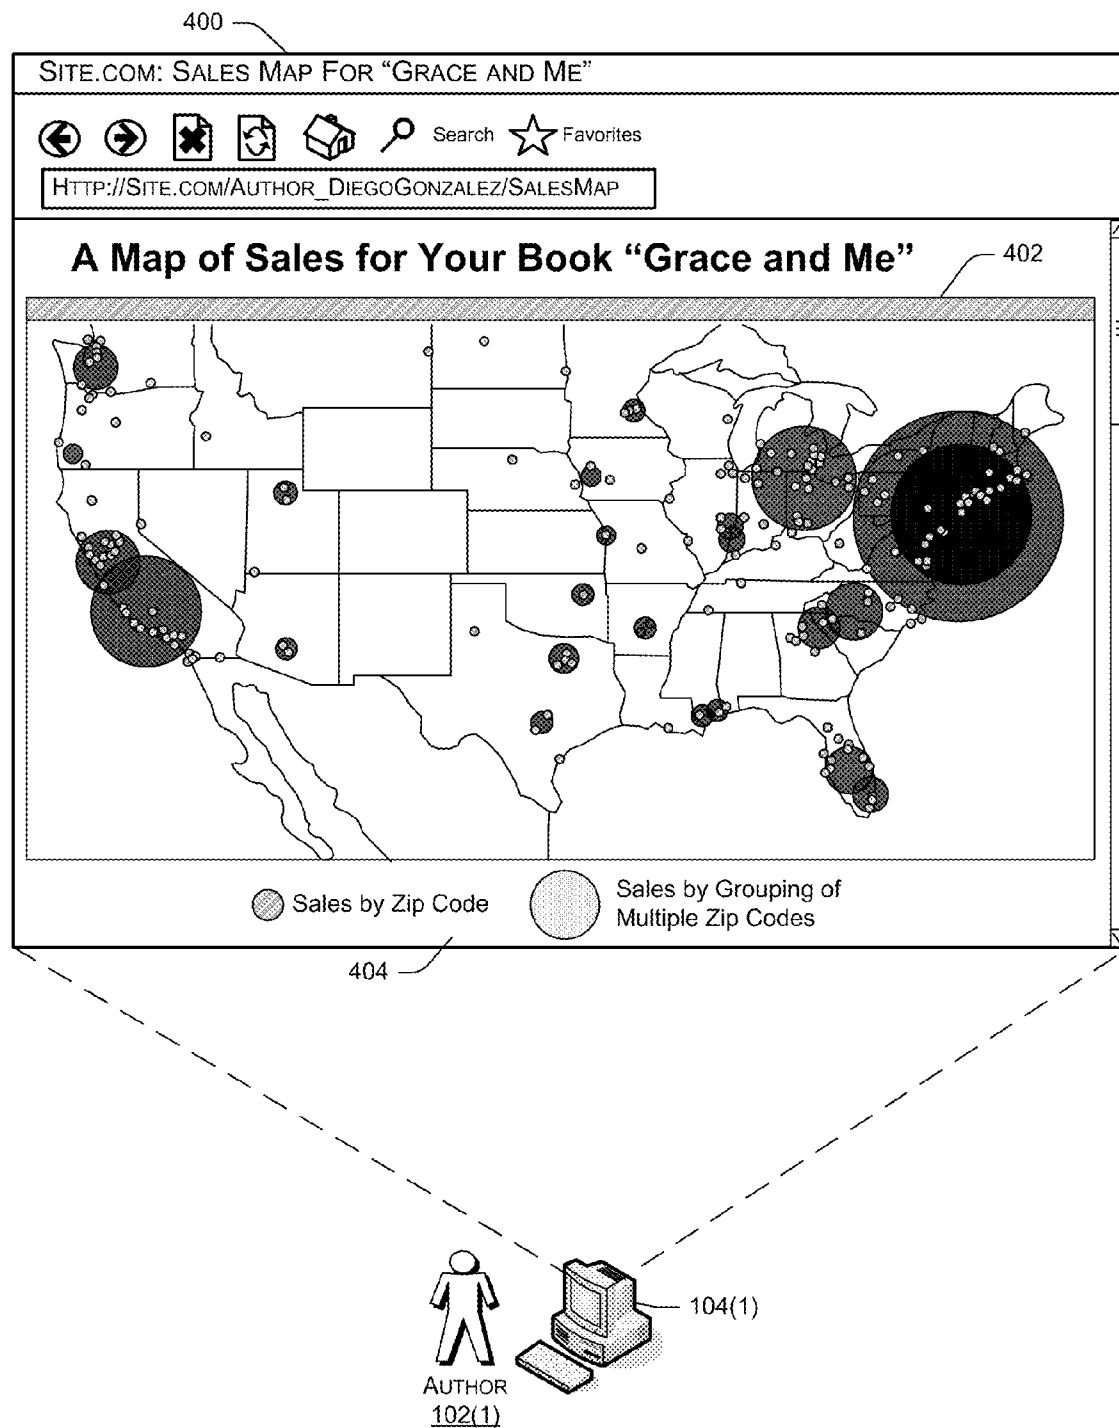 400
SITE.COM: SALES MAP FOR “GRACE AND ME”
Search Favorites
HTTP://SITE.COM/AUTHOR_DIEGOGONZALEZ/SALESMAP
A Map of Sales for Your Book “Grace and Me”
402
Sales by Zip Code
Sales by Grouping of
Multiple Zip Codes
404
104(1)
AUTHOR
102(1)